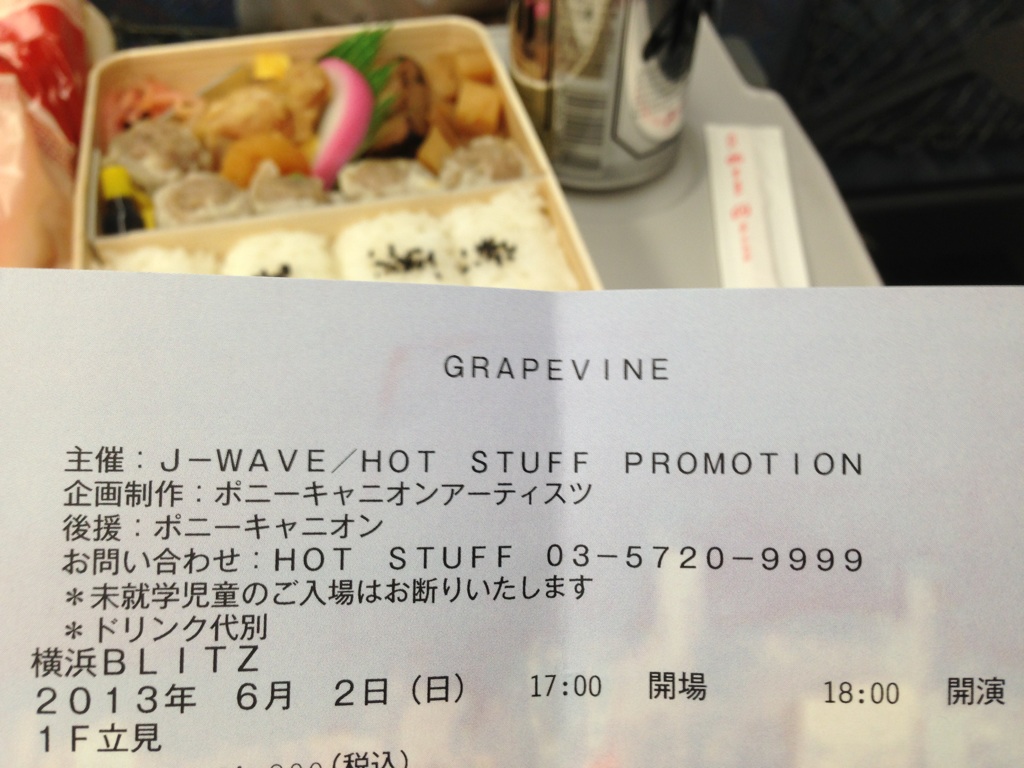 GRAPEVINE
主催：J－WAVE／HOT　STUFF　PROMOTION
企画制作：ポニーキャニオンアーティスツ
後援：ポニーキャニオン
お問い合わせ：HOT　STUFF　03－5720－9999
＊未就学児童のご入場はお断りいたします
＊ドリンク代別
横浜BLITZ
2013年　6月　2日（日）　17:00　開場　18:00　開演
1F立見
(税込)